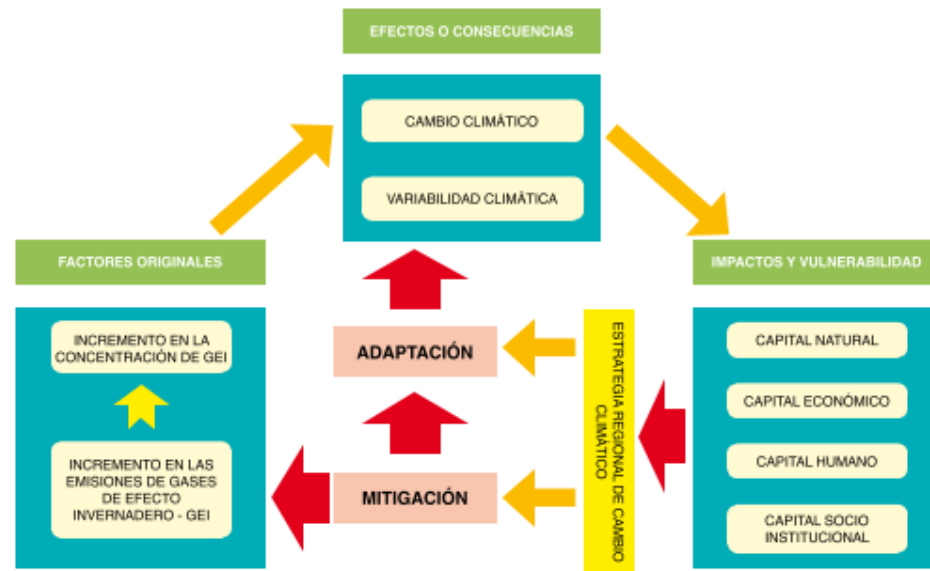 EFECTOS O CONSECUENCIAS
CAMBIO CLIMÁTICO
VARIABILIDAD CLIMÁTICA
FACTORES ORIGINALES
INCREMENTO EN LA
CONCENTRACIÓN DE GEI
INCREMENTO EN LAS
EMISIONES DE GASES
DE EFECTO
INVERNADERO - GEI
ADAPTACIÓN
MITIGACIÓN
ESTRATEGIA REGIONAL DE CAMBIO
CLIMÁTICO
IMPACTOS Y VULNERABILIDAD
CAPITAL NATURAL
CAPITAL ECONÓMICO
CAPITAL HUMANO
CAPITAL SOCIO
INSTITUCIONAL